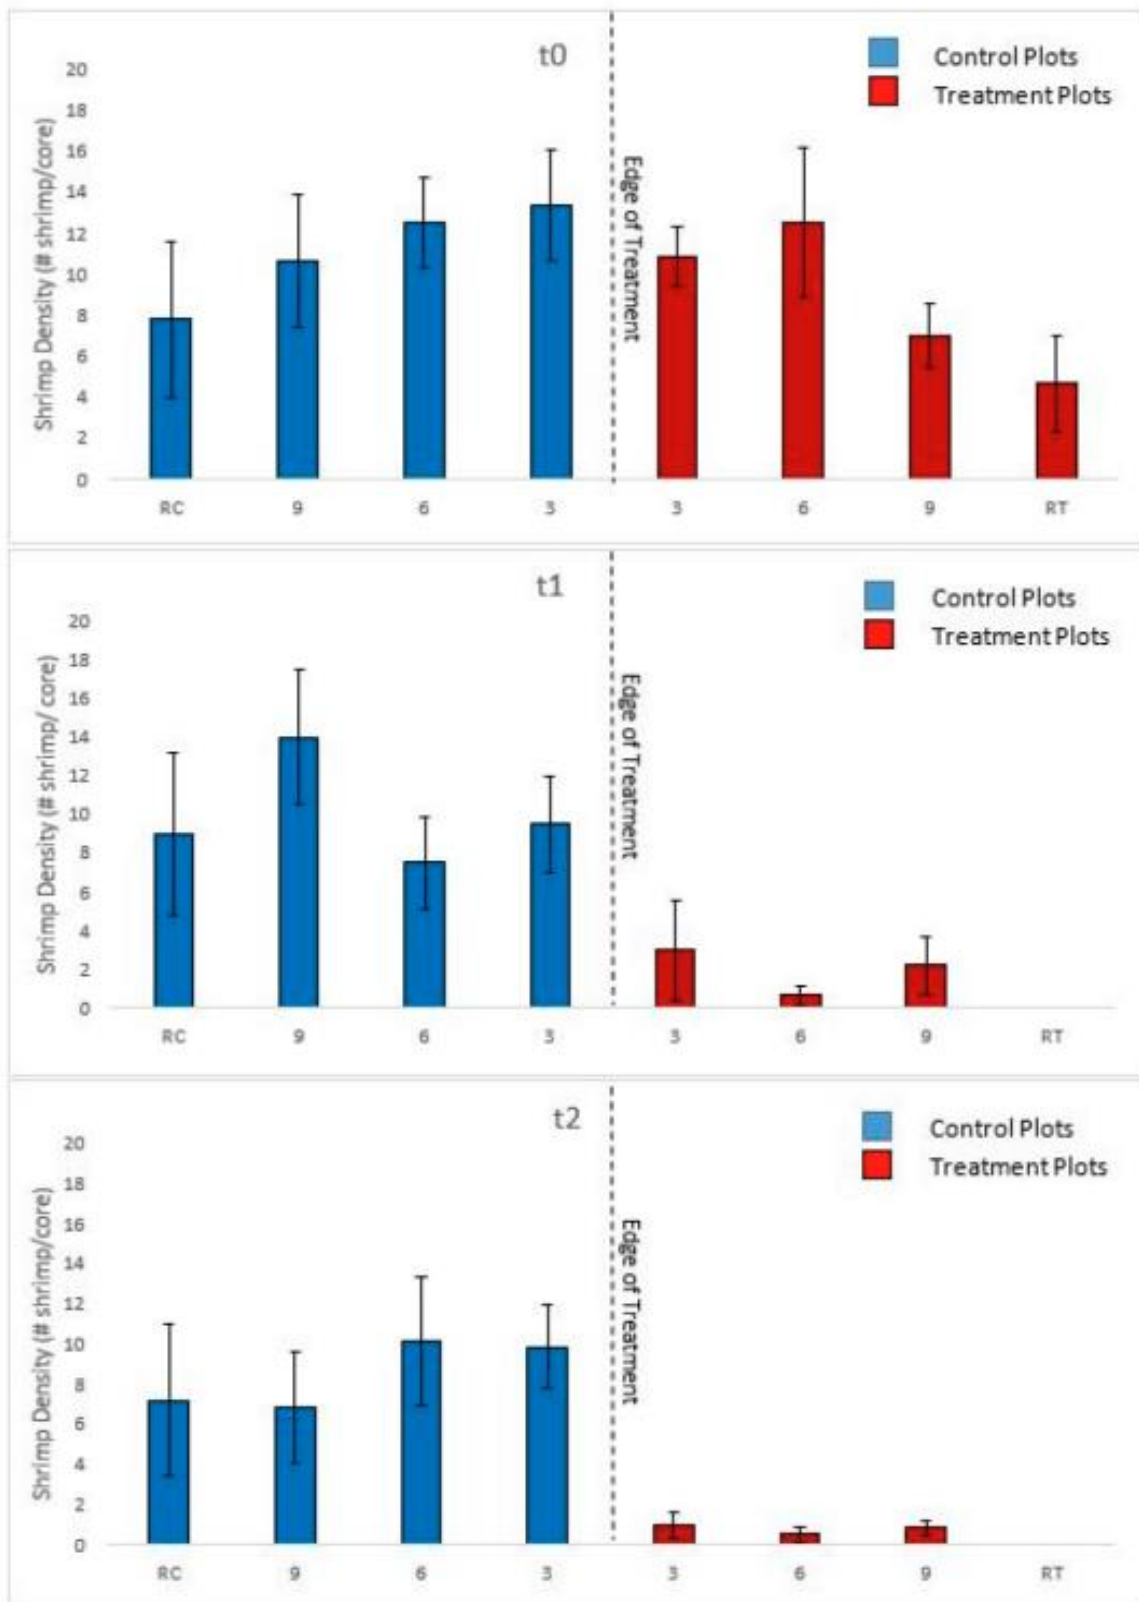 t0
Control Plots
Treatment Plots
Shrimp Density (# shrimp/core)
20
18
16
14
12
10
8
6
4
2
0
Edge of Treatment
RC 9 6 3 3 6 9 RT
t1
Control Plots
Treatment Plots
Shrimp Density (# shrimp/ core)
20
18
16
14
12
10
8
6
4
2
0
Edge of Treatment
RC 9 6 3 3 6 9 RT
t2
Control Plots
Treatment Plots
Shrimp Density (# shrimp/core)
20
18
16
14
12
10
8
6
4
2
0
Edge of Treatment
RC 9 6 3 3 6 9 RT